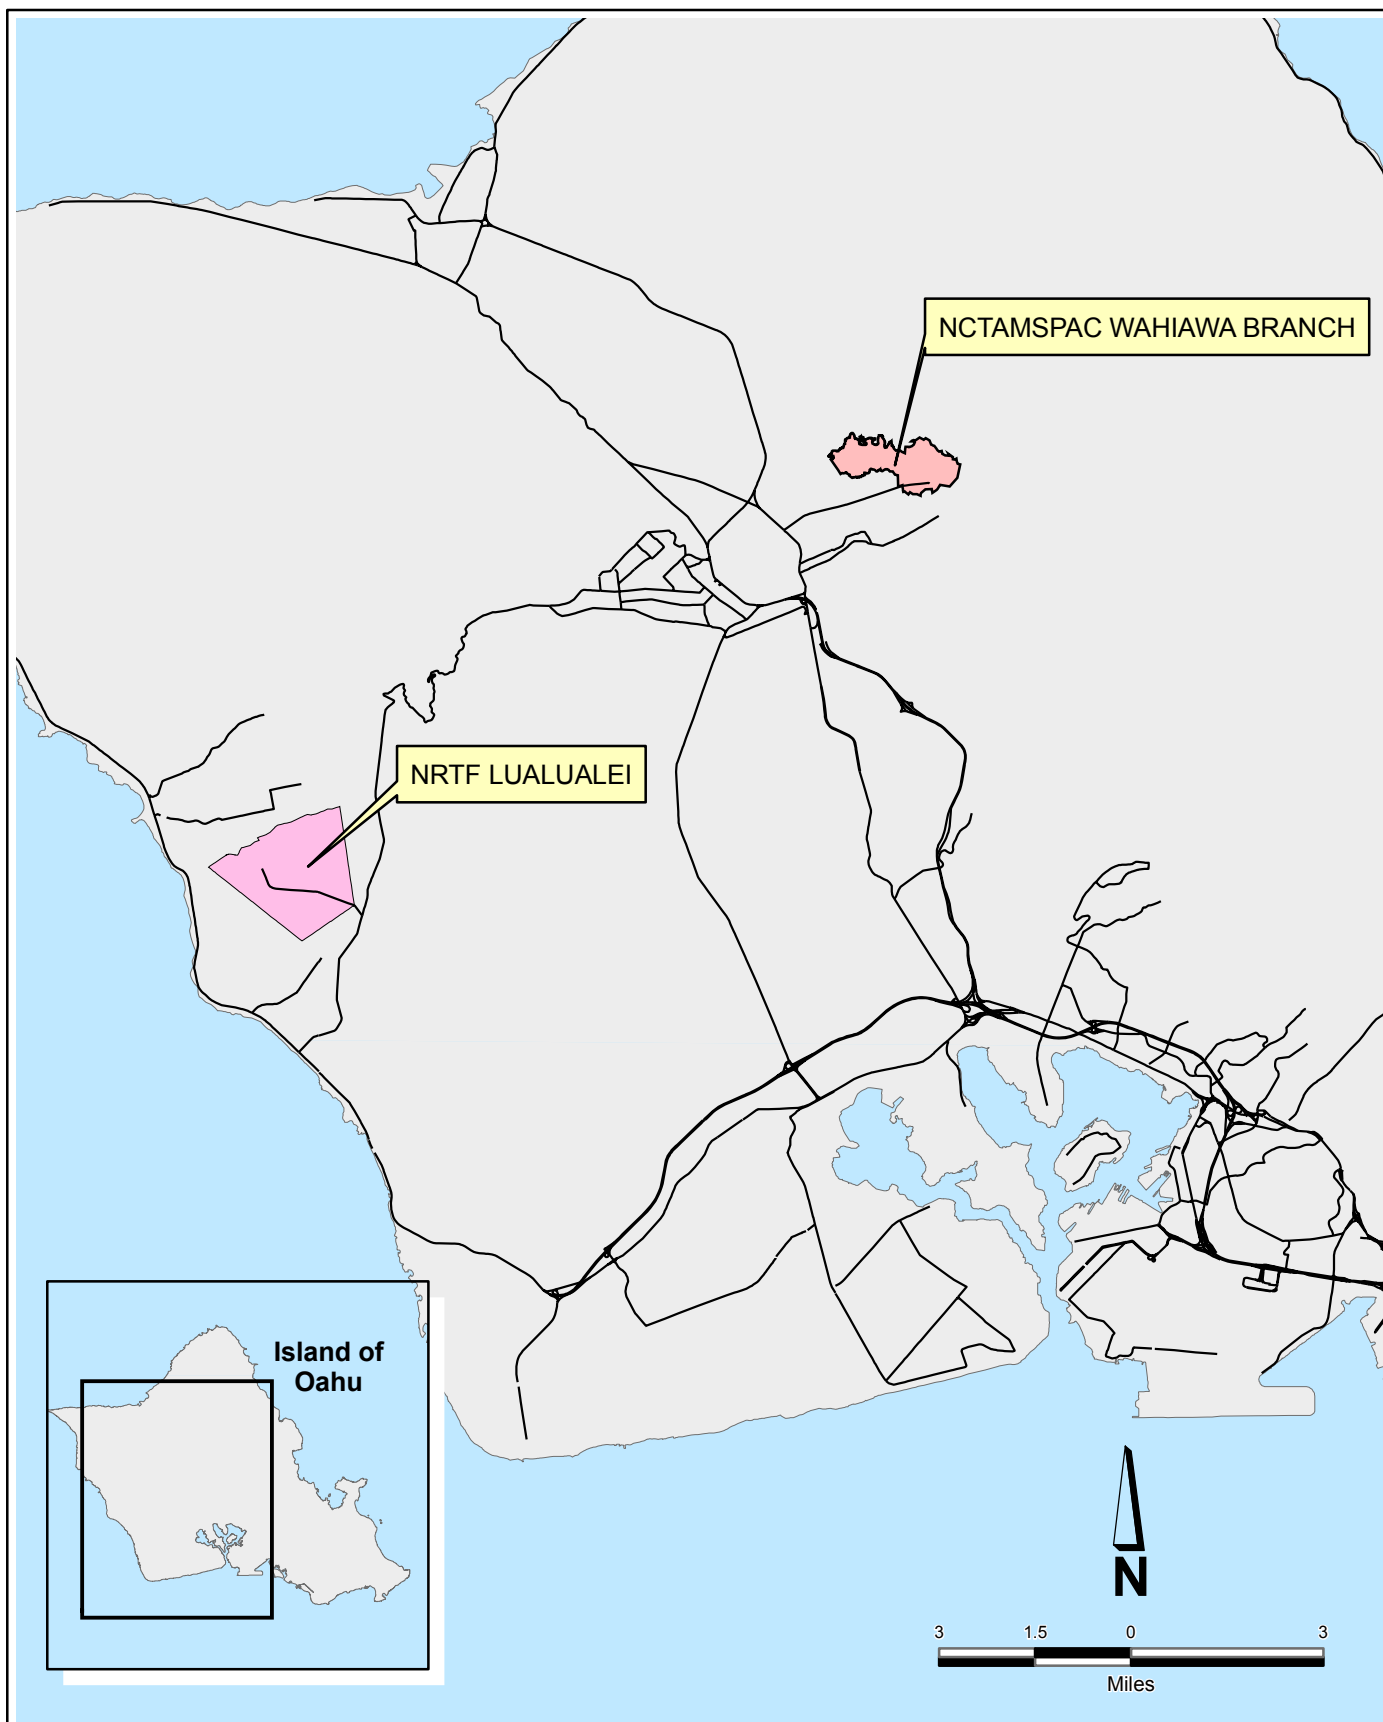 NCTAMSPAC WAHIAWA BRANCH
NRTF LUALUALEI
Island of
Oahu
N
3 1.5 0 3
Miles